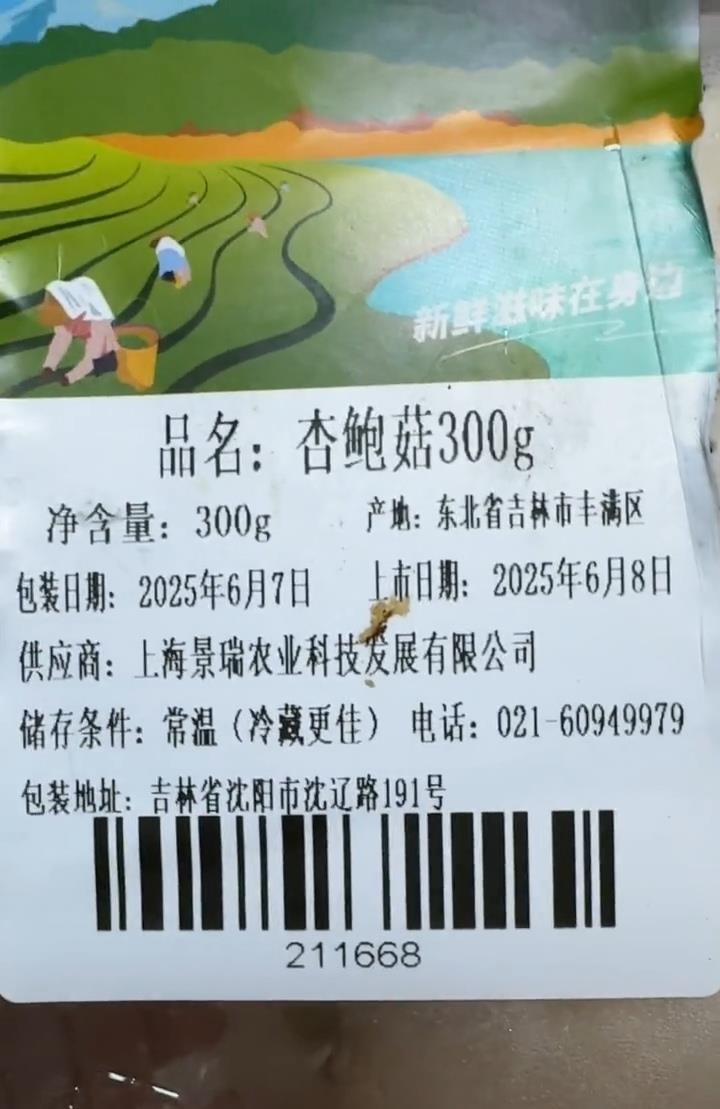 新鲜滋味在身边
品名：杏鲍菇300g
净含量：300g 产地：东北省吉林市丰满区
包装日期：2025年6月7日 上市日期：2025年6月8日
供应商：上海景瑞农业科技发展有限公司
储存条件：常温（冷藏更佳） 电话：021-60949979
包装地址：吉林省沈阳市沈辽路191号
211668